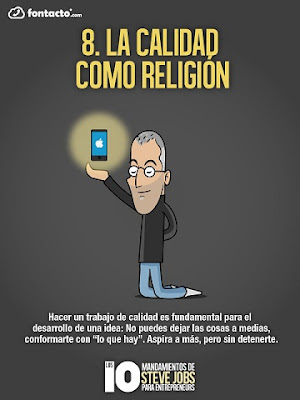 fontacto.com
8. LA CALIDAD
COMO RELIGIÓN
Hacer un trabajo de calidad es fundamental para el
desarrollo de una idea: No puedes dejar las cosas a medias,
conformarte con "lo que hay". Aspira a más, pero sin detenerte.
LOS
10
MANDAMIENTOS DE
STEVE JOBS
PARA ENTREPRENEURS